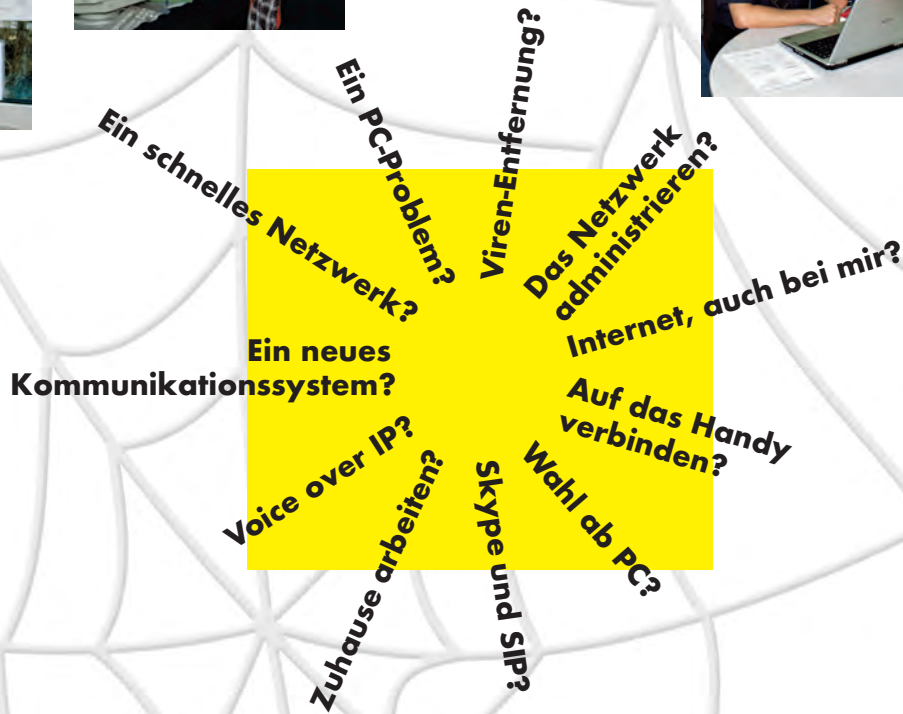 Ein schnelles Netzwerk?
Ein PC-Problem?
Viren-Entfernung?
Das Netzwerk
administrieren?
Internet, auch bei mir?
Auf das Handy
verbinden?
Wahl ab PC?
Skype und SIP?
Zuhause arbeiten?
Voice over IP?
Ein neues
Kommunikationssystem?